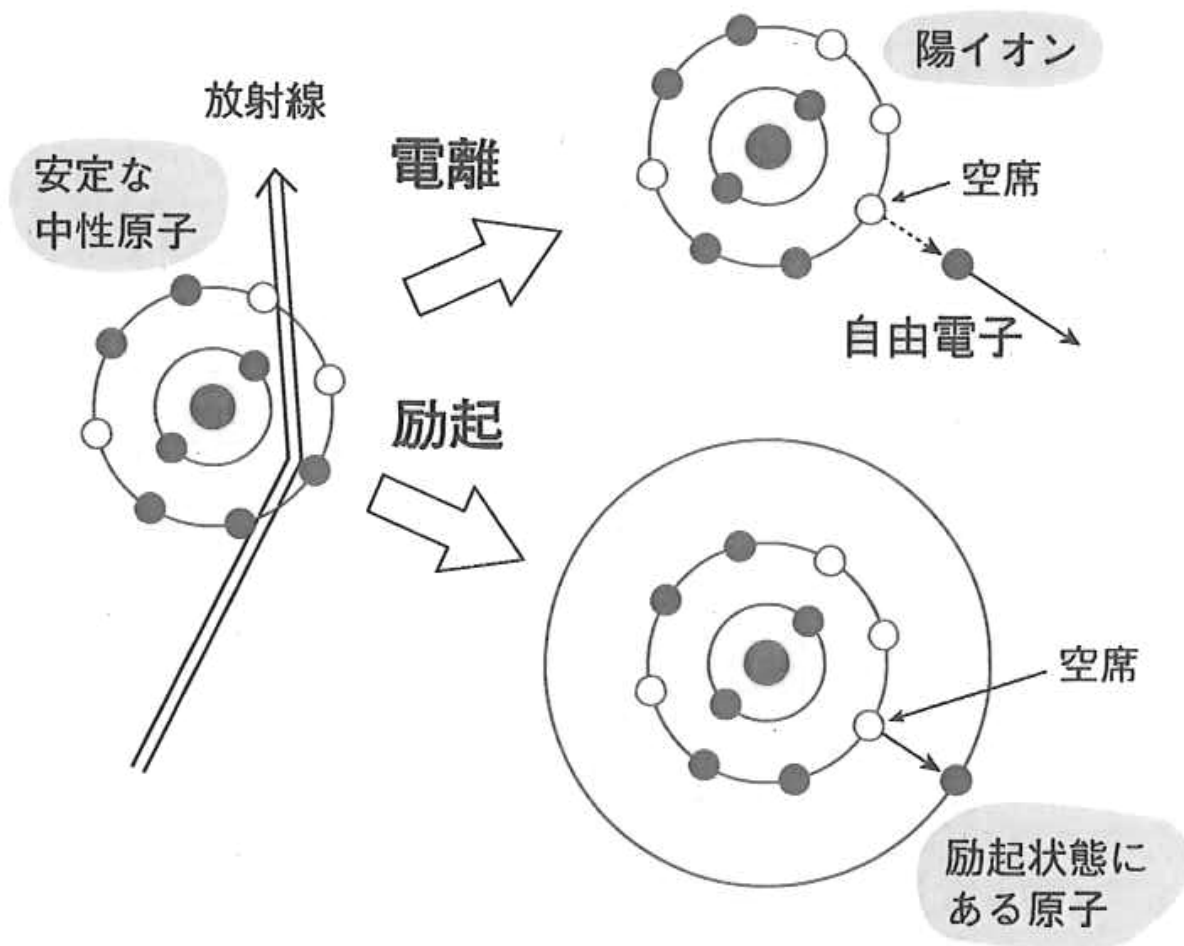 放射線
安定な
中性原子
電離
陽イオン
空席
自由電子
励起
空席
励起状態に
ある原子